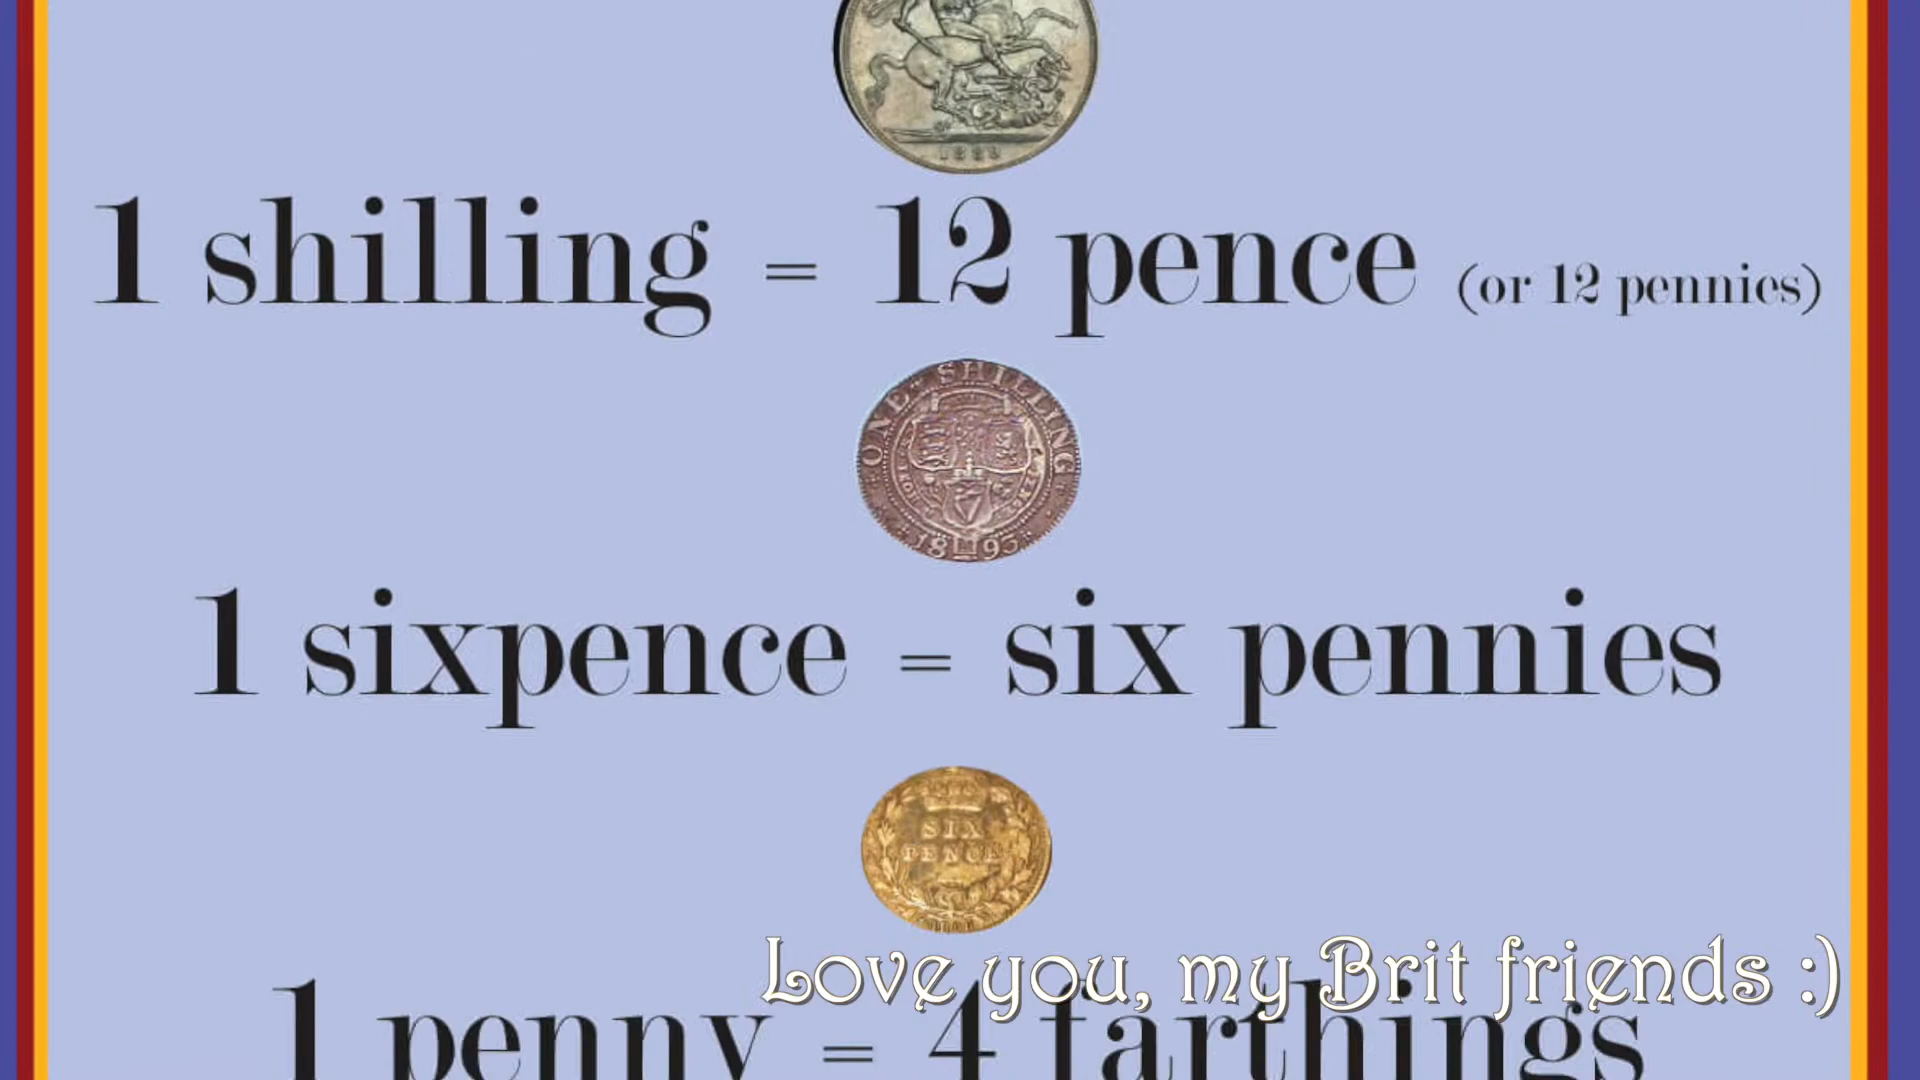 1 shilling = 12 pence (or 12 pennies)
ONE SHILLING
1893
1 sixpence = six pennies
SIX
PENCE
Love you, my Brit friends :)
1 penny = 4 farthings